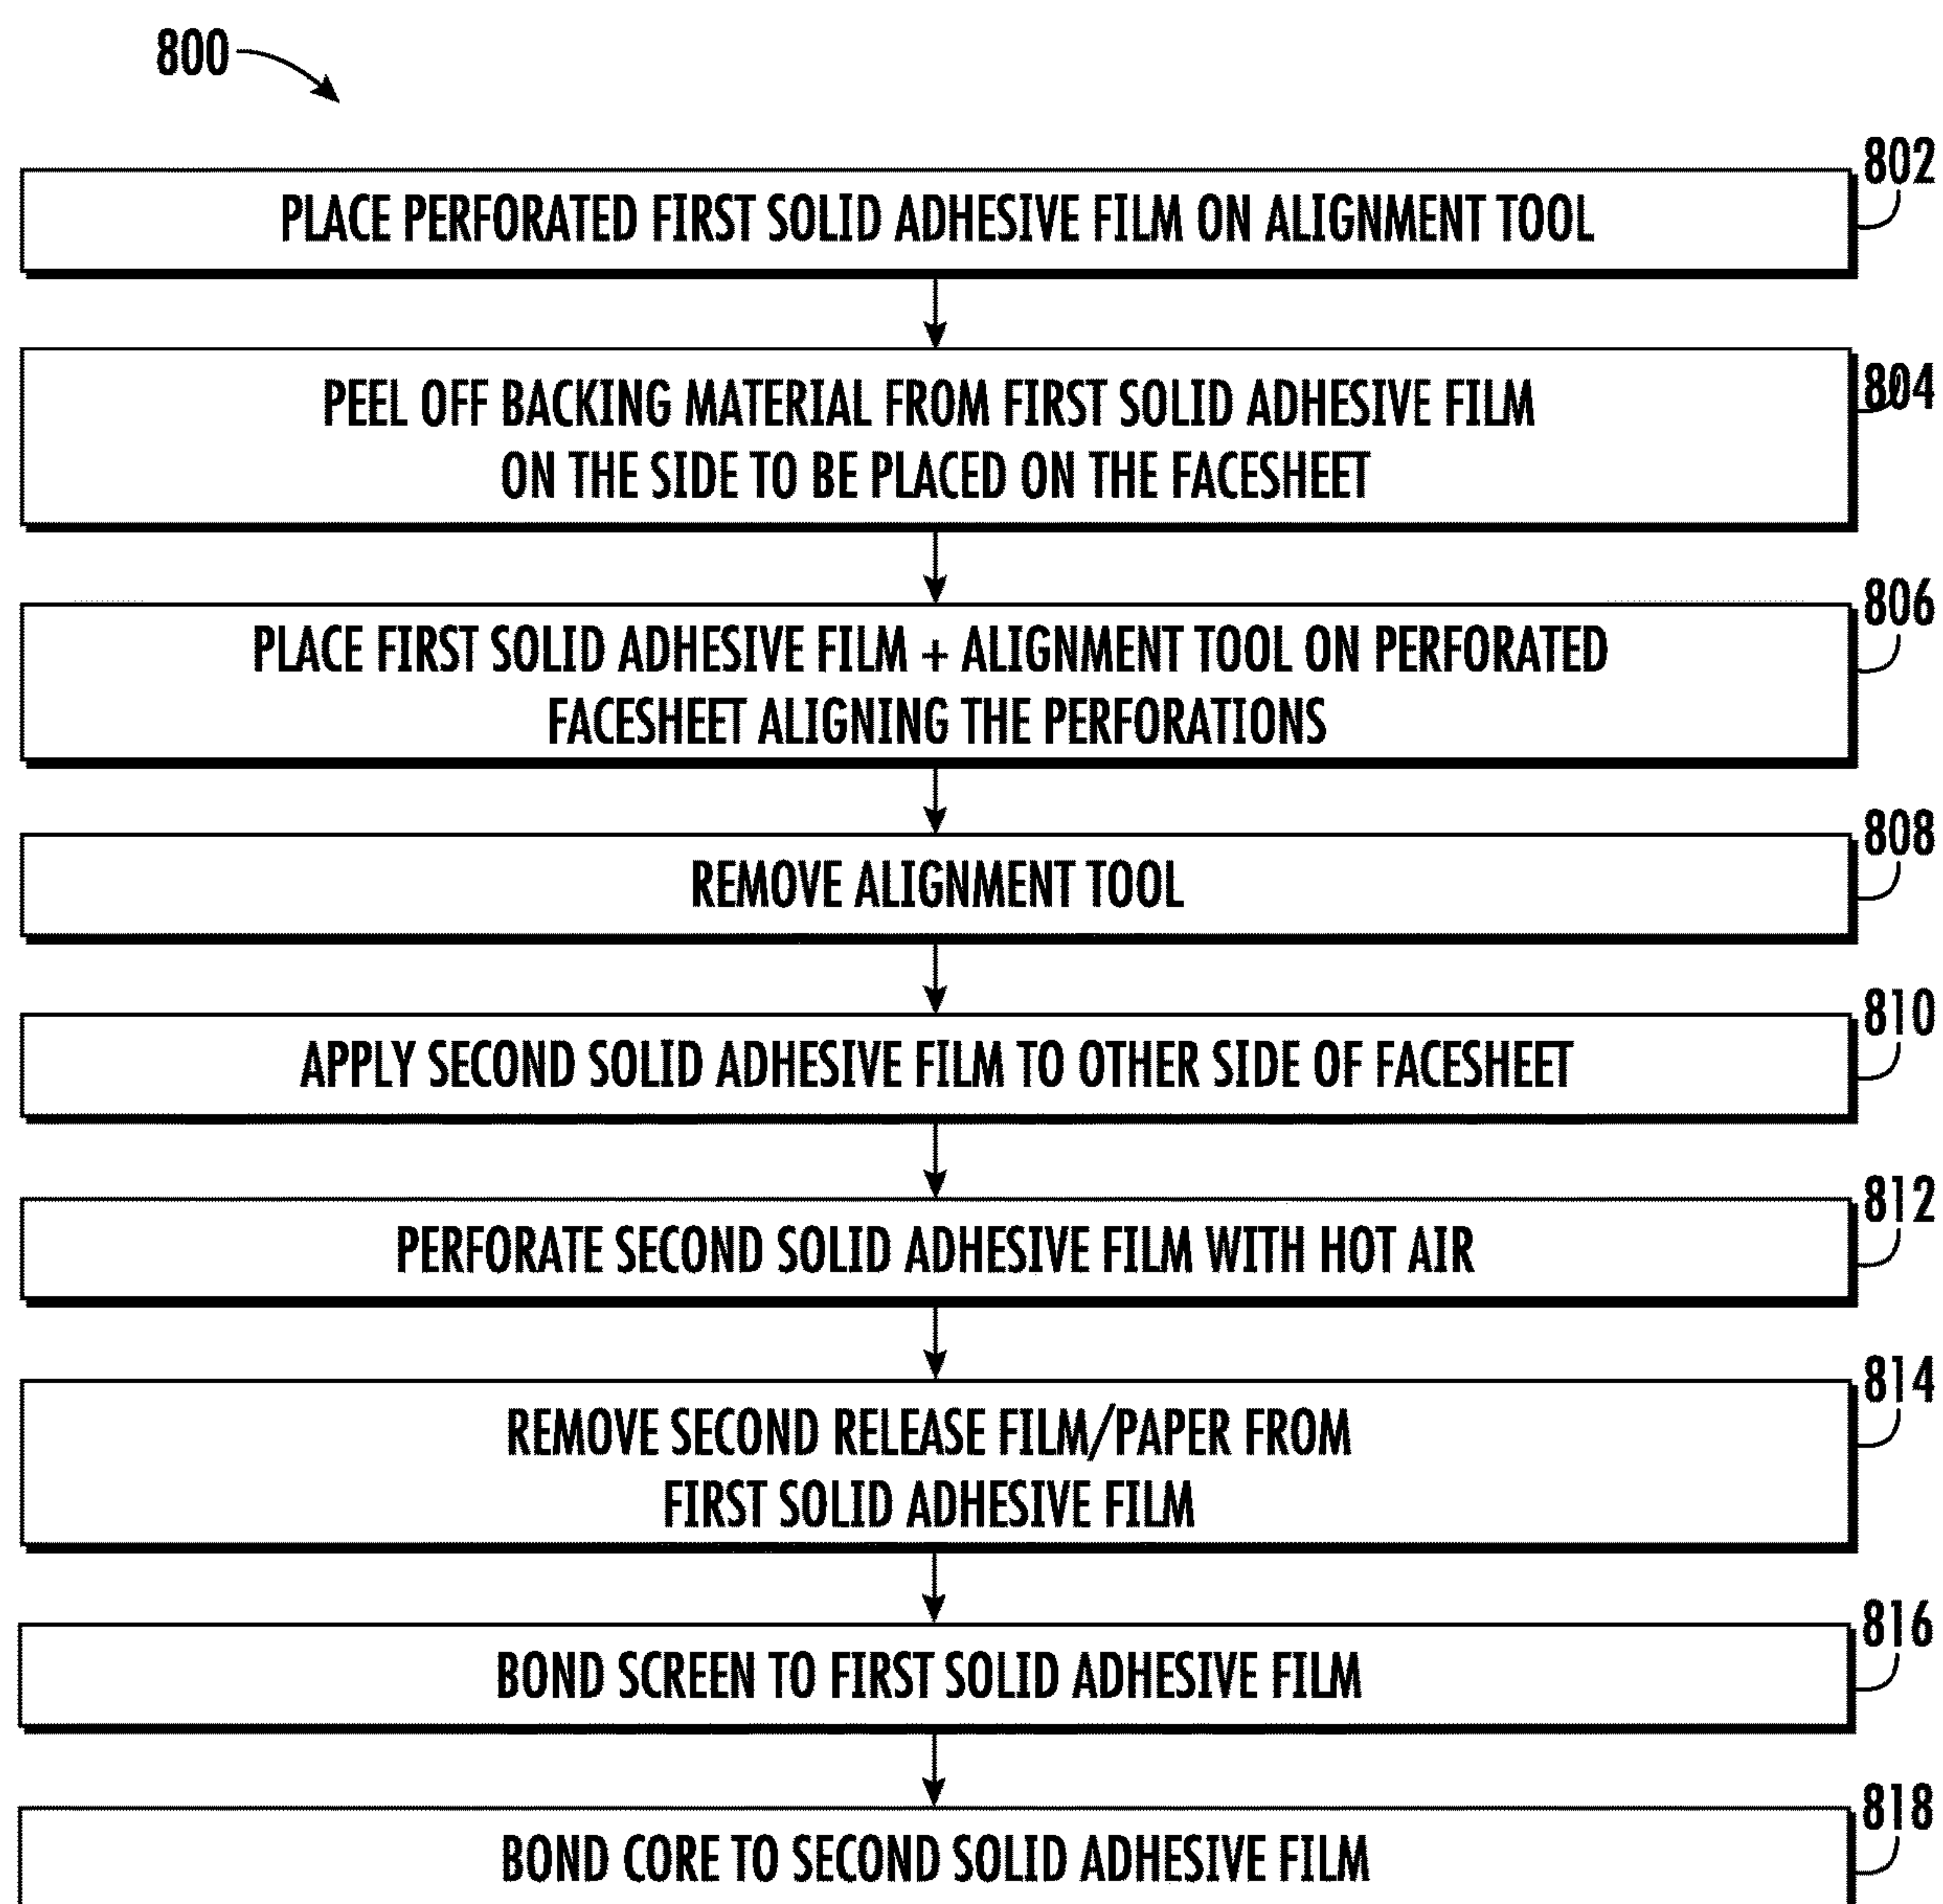 800
802
PLACE PERFORATED FIRST SOLID ADHESIVE FILM ON ALIGNMENT TOOL
804
PEEL OFF BACKING MATERIAL FROM FIRST SOLID ADHESIVE FILM
ON THE SIDE TO BE PLACED ON THE FACESHEET
806
PLACE FIRST SOLID ADHESIVE FILM + ALIGNMENT TOOL ON PERFORATED
FACESHEET ALIGNING THE PERFORATIONS
808
REMOVE ALIGNMENT TOOL
810
APPLY SECOND SOLID ADHESIVE FILM TO OTHER SIDE OF FACESHEET
812
PERFORATE SECOND SOLID ADHESIVE FILM WITH HOT AIR
814
REMOVE SECOND RELEASE FILM/PAPER FROM
FIRST SOLID ADHESIVE FILM
816
BOND SCREEN TO FIRST SOLID ADHESIVE FILM
818
BOND CORE TO SECOND SOLID ADHESIVE FILM